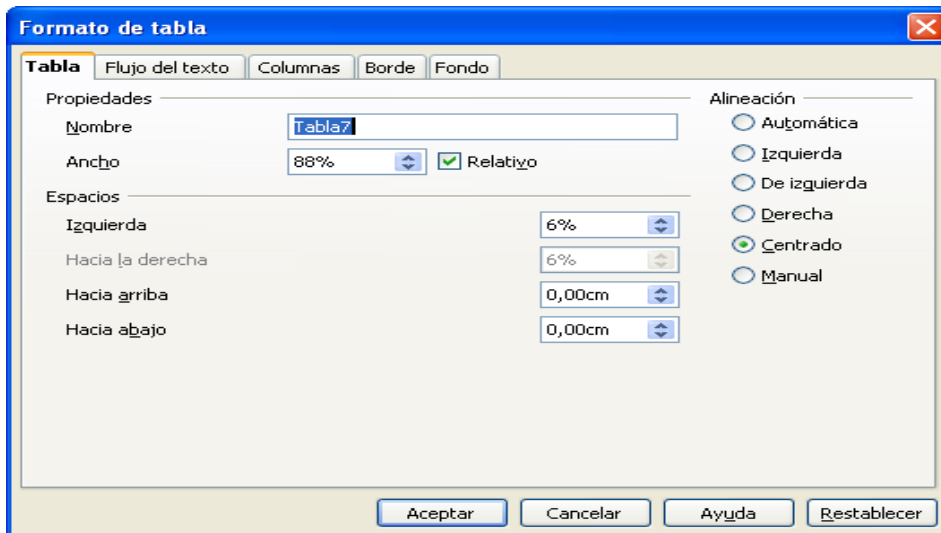 Formato de tabla
Tabla Flujo del texto Columnas Borde Fondo
Propiedades
Nombre Tabla7
Ancho 88% Relativo
Espacios
Izquierda 6%
Hacia la derecha 6%
Hacia arriba 0,00cm
Hacia abajo 0,00cm
Alineación
Automática
Izquierda
De izquierda
Derecha
Centrado
Manual
Aceptar Cancelar Ayuda Restablecer